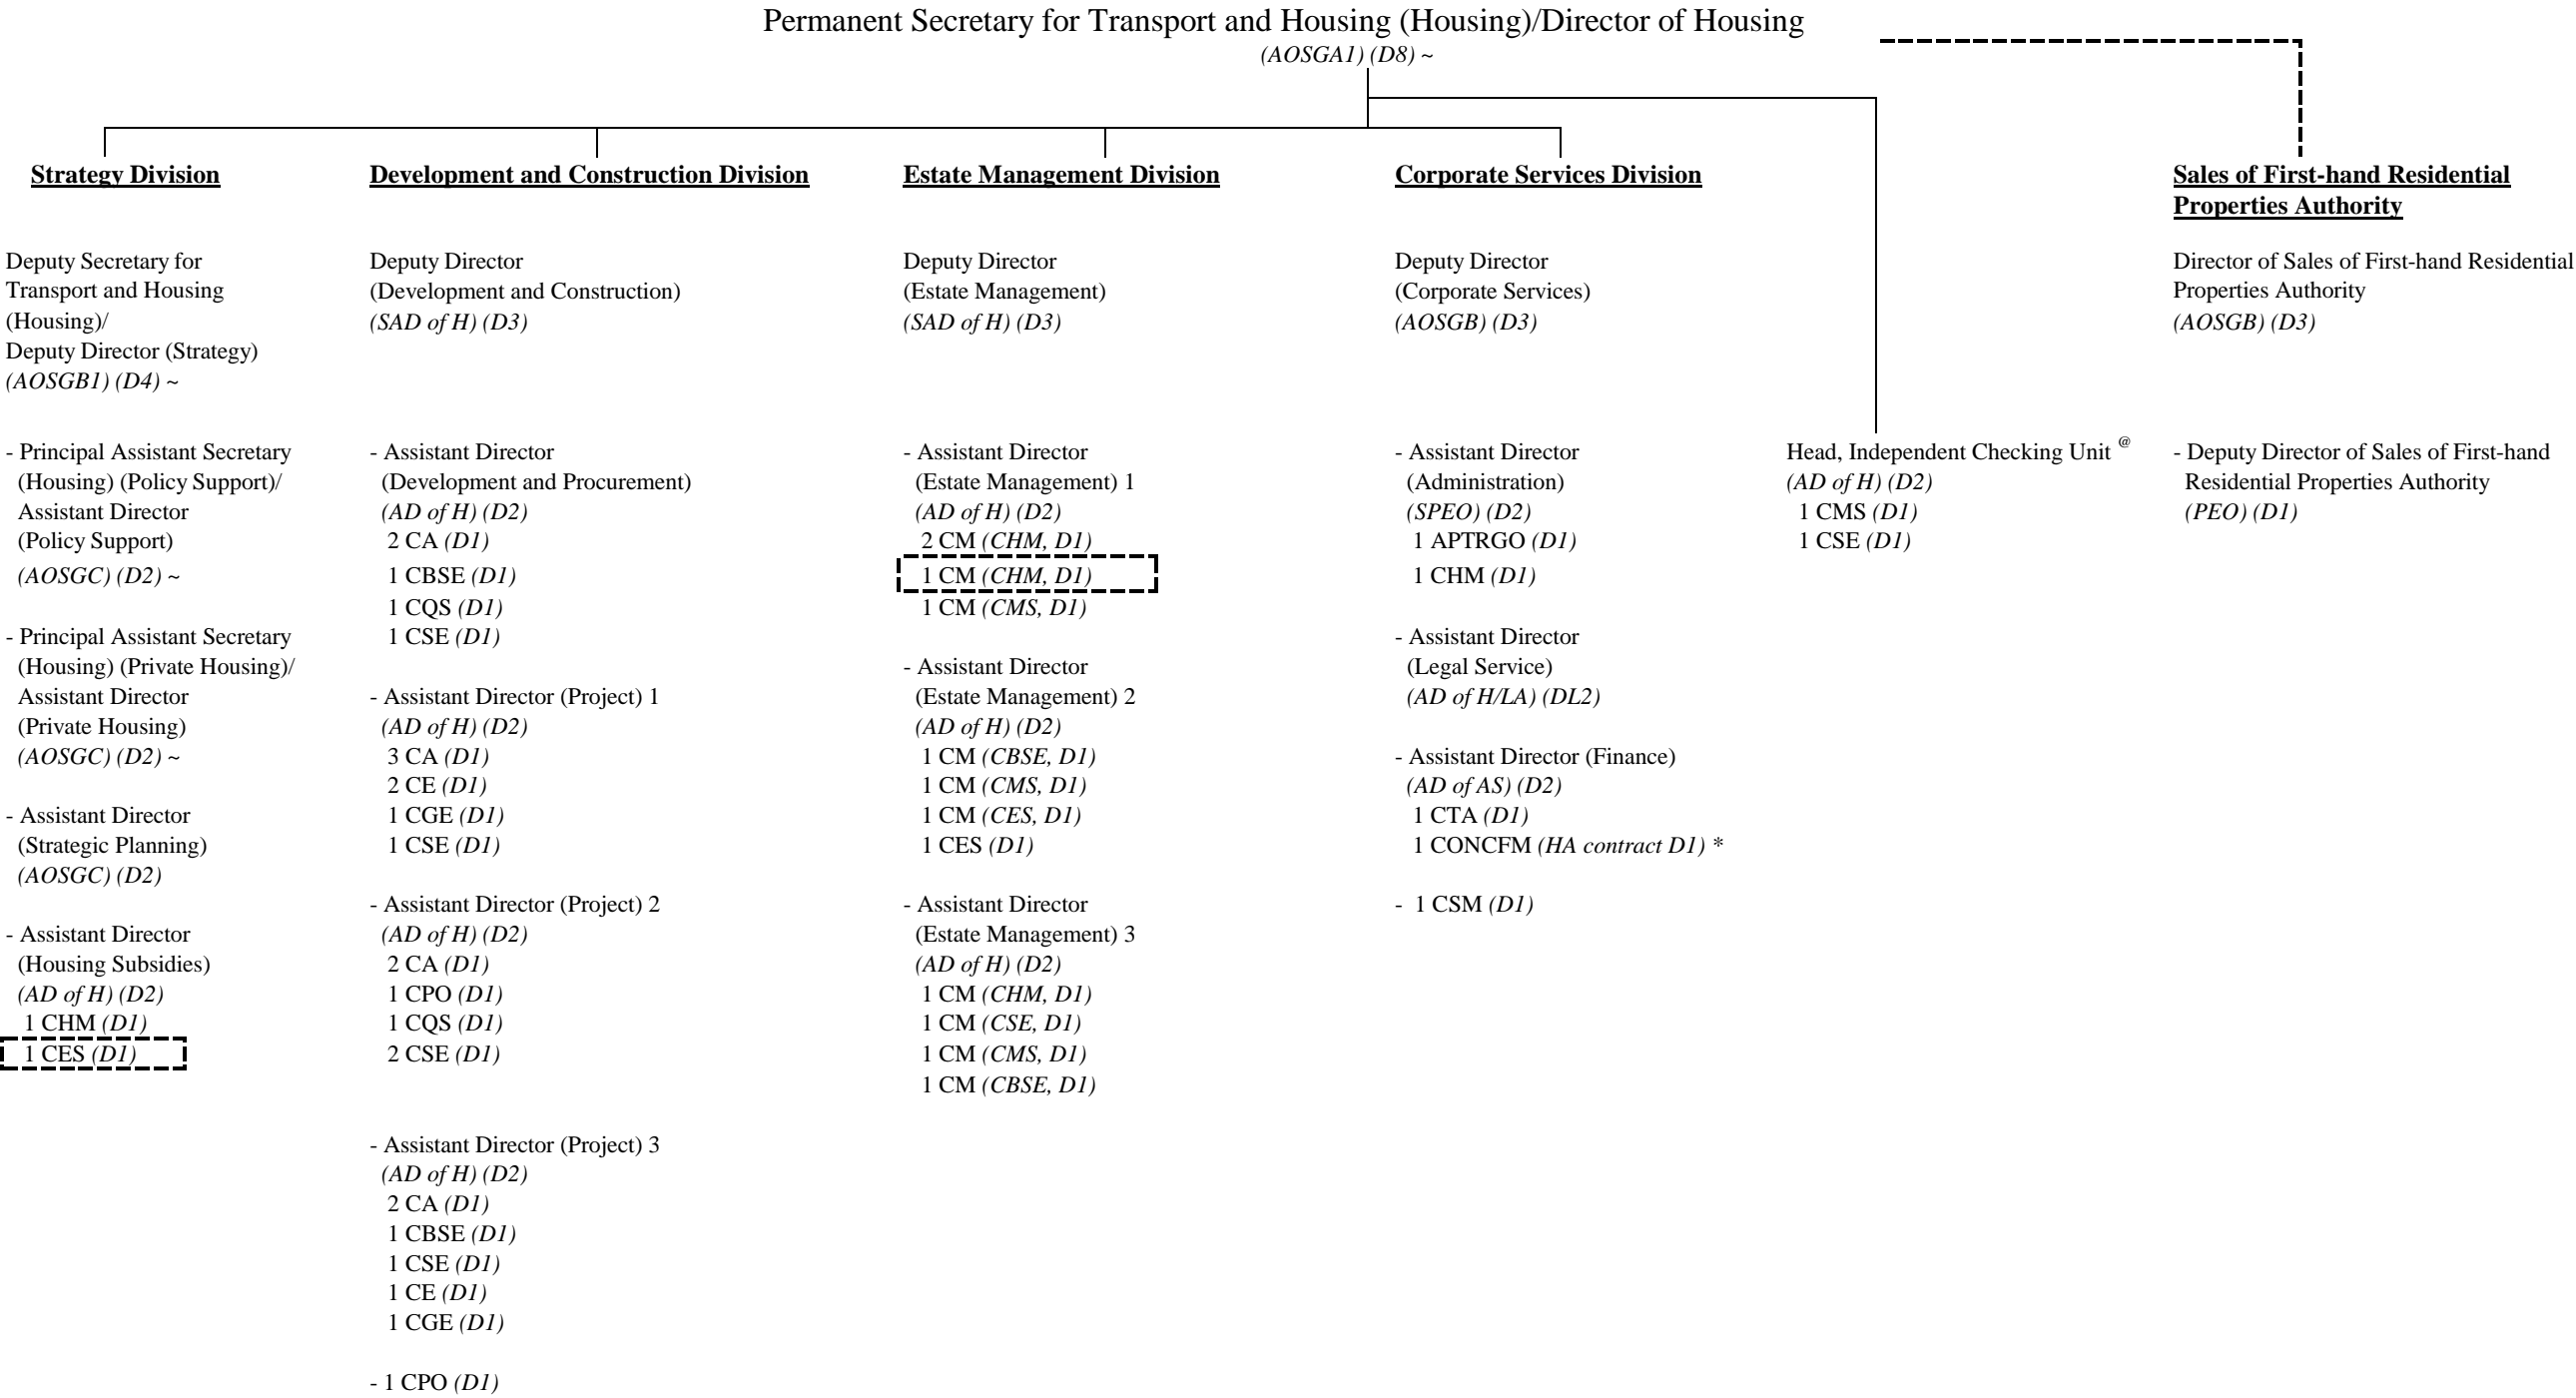 Permanent Secretary for Transport and Housing (Housing)/Director of Housing
(AOSGA1) (D8) ~
Strategy Division
Deputy Secretary for
Transport and Housing
(Housing)/
Deputy Director (Strategy)
(AOSGB1) (D4) ~
- Principal Assistant Secretary
(Housing) (Policy Support)/
Assistant Director
(Policy Support)
(AOSGC) (D2) ~
- Principal Assistant Secretary
(Housing) (Private Housing)/
Assistant Director
(Private Housing)
(AOSGC) (D2) ~
- Assistant Director
(Strategic Planning)
(AOSGC) (D2)
- Assistant Director
(Housing Subsidies)
(AD of H) (D2)
1 CHM (D1)
1 CES (D1)
Development and Construction Division
Deputy Director
(Development and Construction)
(SAD of H) (D3)
- Assistant Director
(Development and Procurement)
(AD of H) (D2)
2 CA (D1)
1 CBSE (D1)
1 CQS (D1)
1 CSE (D1)
- Assistant Director (Project) 1
(AD of H) (D2)
3 CA (D1)
2 CE (D1)
1 CGE (D1)
1 CSE (D1)
- Assistant Director (Project) 2
(AD of H) (D2)
2 CA (D1)
1 CPO (D1)
1 CQS (D1)
2 CSE (D1)
- Assistant Director (Project) 3
(AD of H) (D2)
2 CA (D1)
1 CBSE (D1)
1 CSE (D1)
1 CE (D1)
1 CGE (D1)
- 1 CPO (D1)
Estate Management Division
Deputy Director
(Estate Management)
(SAD of H) (D3)
- Assistant Director
(Estate Management) 1
(AD of H) (D2)
2 CM (CHM, D1)
1 CM (CHM, D1)
1 CM (CMS, D1)
- Assistant Director
(Estate Management) 2
(AD of H) (D2)
1 CM (CBSE, D1)
1 CM (CMS, D1)
1 CM (CES, D1)
1 CES (D1)
- Assistant Director
(Estate Management) 3
(AD of H) (D2)
1 CM (CHM, D1)
1 CM (CSE, D1)
1 CM (CMS, D1)
1 CM (CBSE, D1)
Corporate Services Division
Deputy Director
(Corporate Services)
(AOSGB) (D3)
- Assistant Director
(Administration)
(SPEO) (D2)
1 APTRGO (D1)
1 CHM (D1)
- Assistant Director
(Legal Service)
(AD of H/LA) (DL2)
- Assistant Director (Finance)
(AD of AS) (D2)
1 CTA (D1)
1 CONCFM (HA contract D1) *
- 1 CSM (D1)
Head, Independent Checking Unit @
(AD of H) (D2)
1 CMS (D1)
1 CSE (D1)
Sales of First-hand Residential
Properties Authority
Director of Sales of First-hand Residential
Properties Authority
(AOSGB) (D3)
- Deputy Director of Sales of First-hand
Residential Properties Authority
(PEO) (D1)